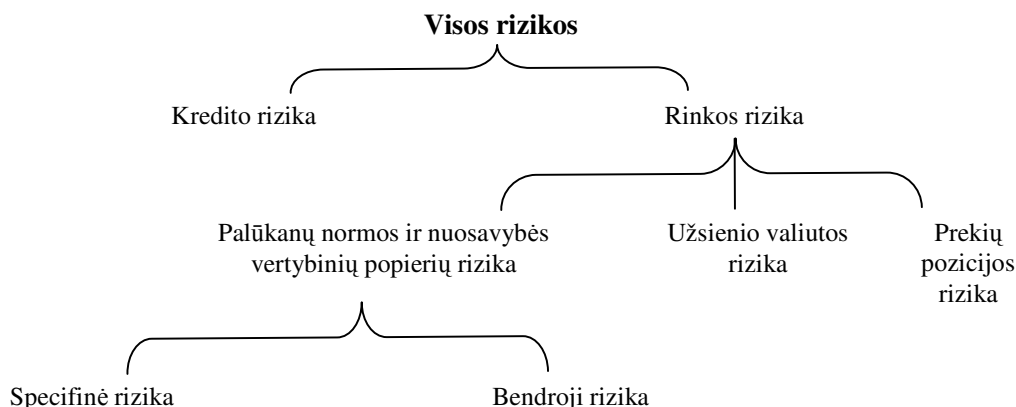 Visos rizikos
Kredito rizika
Rinkos rizika
Palūkanų normos ir nuosavybės
vertybinių popierių rizika
Užsienio valiutos
rizika
Prekių
pozicijos
rizika
Specifinė rizika
Bendroji rizika